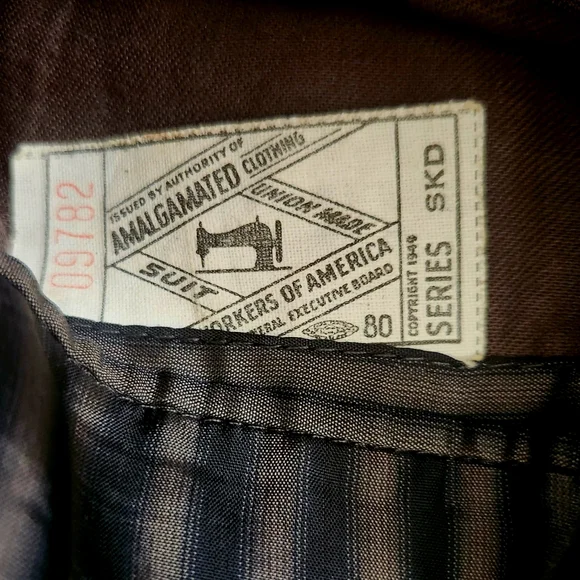 09782
ISSUED BY AUTHORITY OF
AMALGAMATED CLOTHING
UNION MADE
SUIT
WORKERS OF AMERICA
GENERAL EXECUTIVE BOARD
80
COPYRIGHT 1949
SERIES SKD